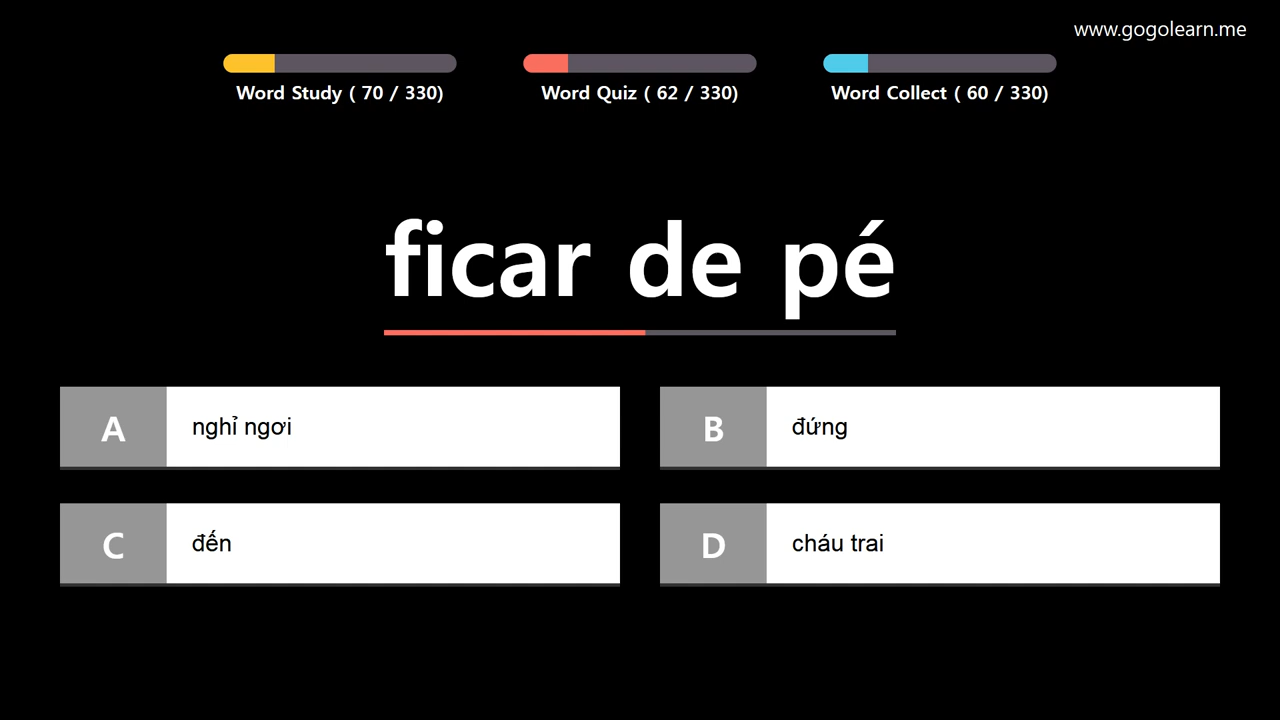 www.gogolearn.me
Word Study ( 70 / 330)
Word Quiz ( 62 / 330)
Word Collect ( 60 / 330)
ficar de pé
A nghỉ ngơi
B đứng
C đến
D cháu trai